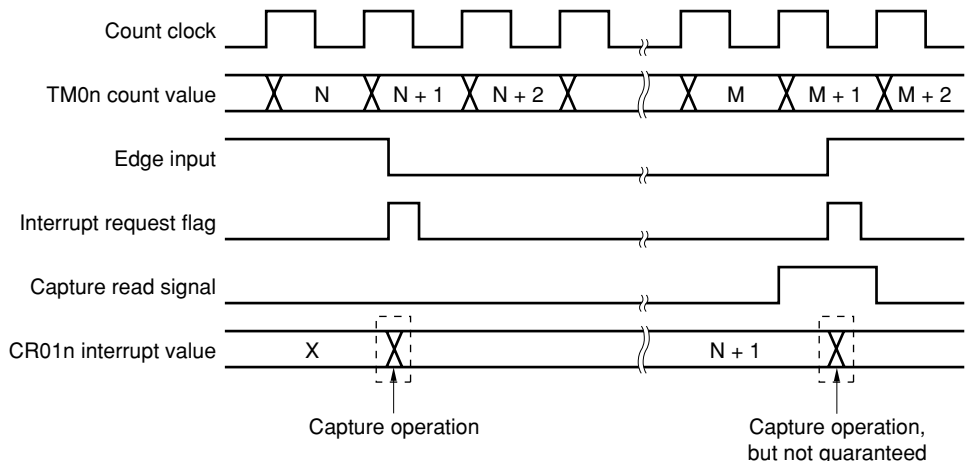 Count clock
TM0n count value N N + 1 N + 2 M M + 1 M + 2
Edge input
Interrupt request flag
Capture read signal
CR01n interrupt value X N + 1
Capture operation
Capture operation,
but not guaranteed